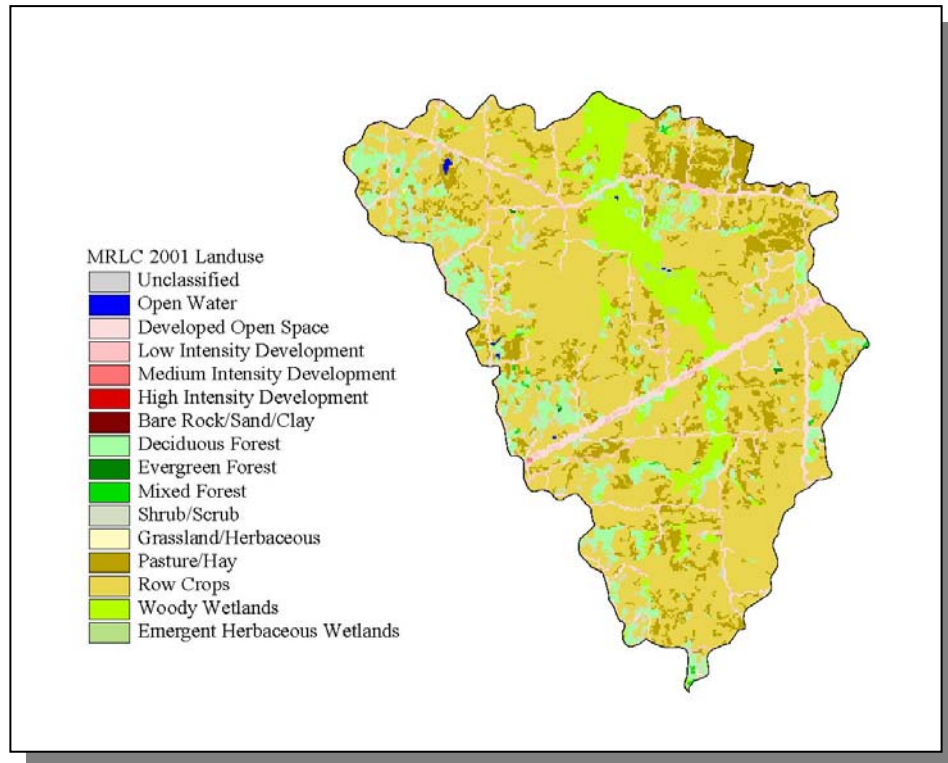 MRLC 2001 Landuse
Unclassified
Open Water
Developed Open Space
Low Intensity Development
Medium Intensity Development
High Intensity Development
Bare Rock/Sand/Clay
Deciduous Forest
Evergreen Forest
Mixed Forest
Shrub/Scrub
Grassland/Herbaceous
Pasture/Hay
Row Crops
Woody Wetlands
Emergent Herbaceous Wetlands